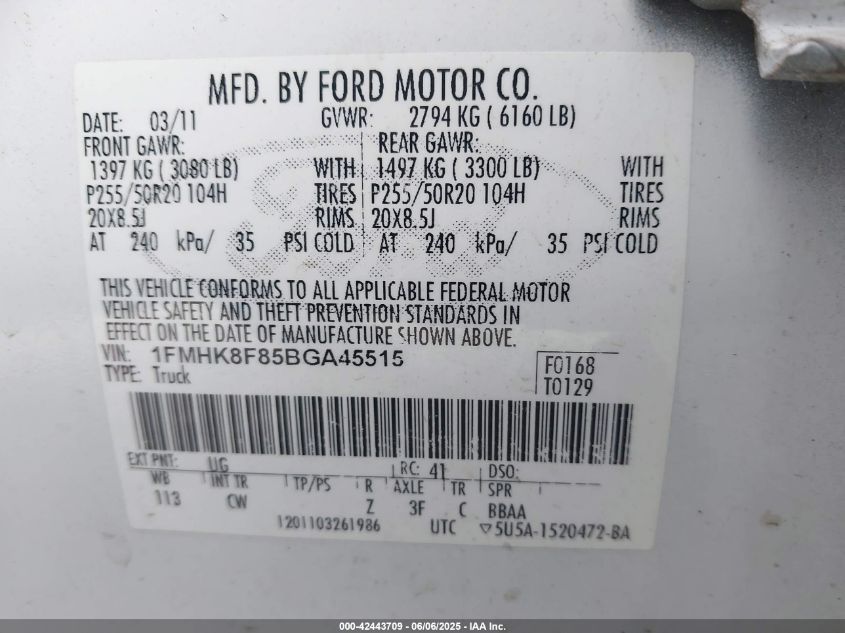 MFD. BY FORD MOTOR CO.
DATE: 03/11 GVWR: 2794 KG ( 6160 LB)
FRONT GAWR: REAR GAWR:
1397 KG ( 3080 LB) WITH 1497 KG ( 3300 LB) WITH
P255/50R20 104H TIRES P255/50R20 104H TIRES
20X8.5J RIMS 20X8.5J RIMS
AT 240 kPa/ 35 PSI COLD AT 240 kPa/ 35 PSI COLD
Ford
THIS VEHICLE CONFORMS TO ALL APPLICABLE FEDERAL MOTOR
VEHICLE SAFETY AND THEFT PREVENTION STANDARDS IN
EFFECT ON THE DATE OF MANUFACTURE SHOWN ABOVE.
VIN: 1FMHK8F85BGA45515 F0168
TYPE: Truck T0129
EXT PNT: UG RC: 41 DSO:
WB INT TR TP/PS R AXLE TR SPR
113 CW Z 3F C BBAA
1201103261986 UTC ▽5U5A-1520472-BA
000-42443709 - 06/06/2025 - IAA Inc.